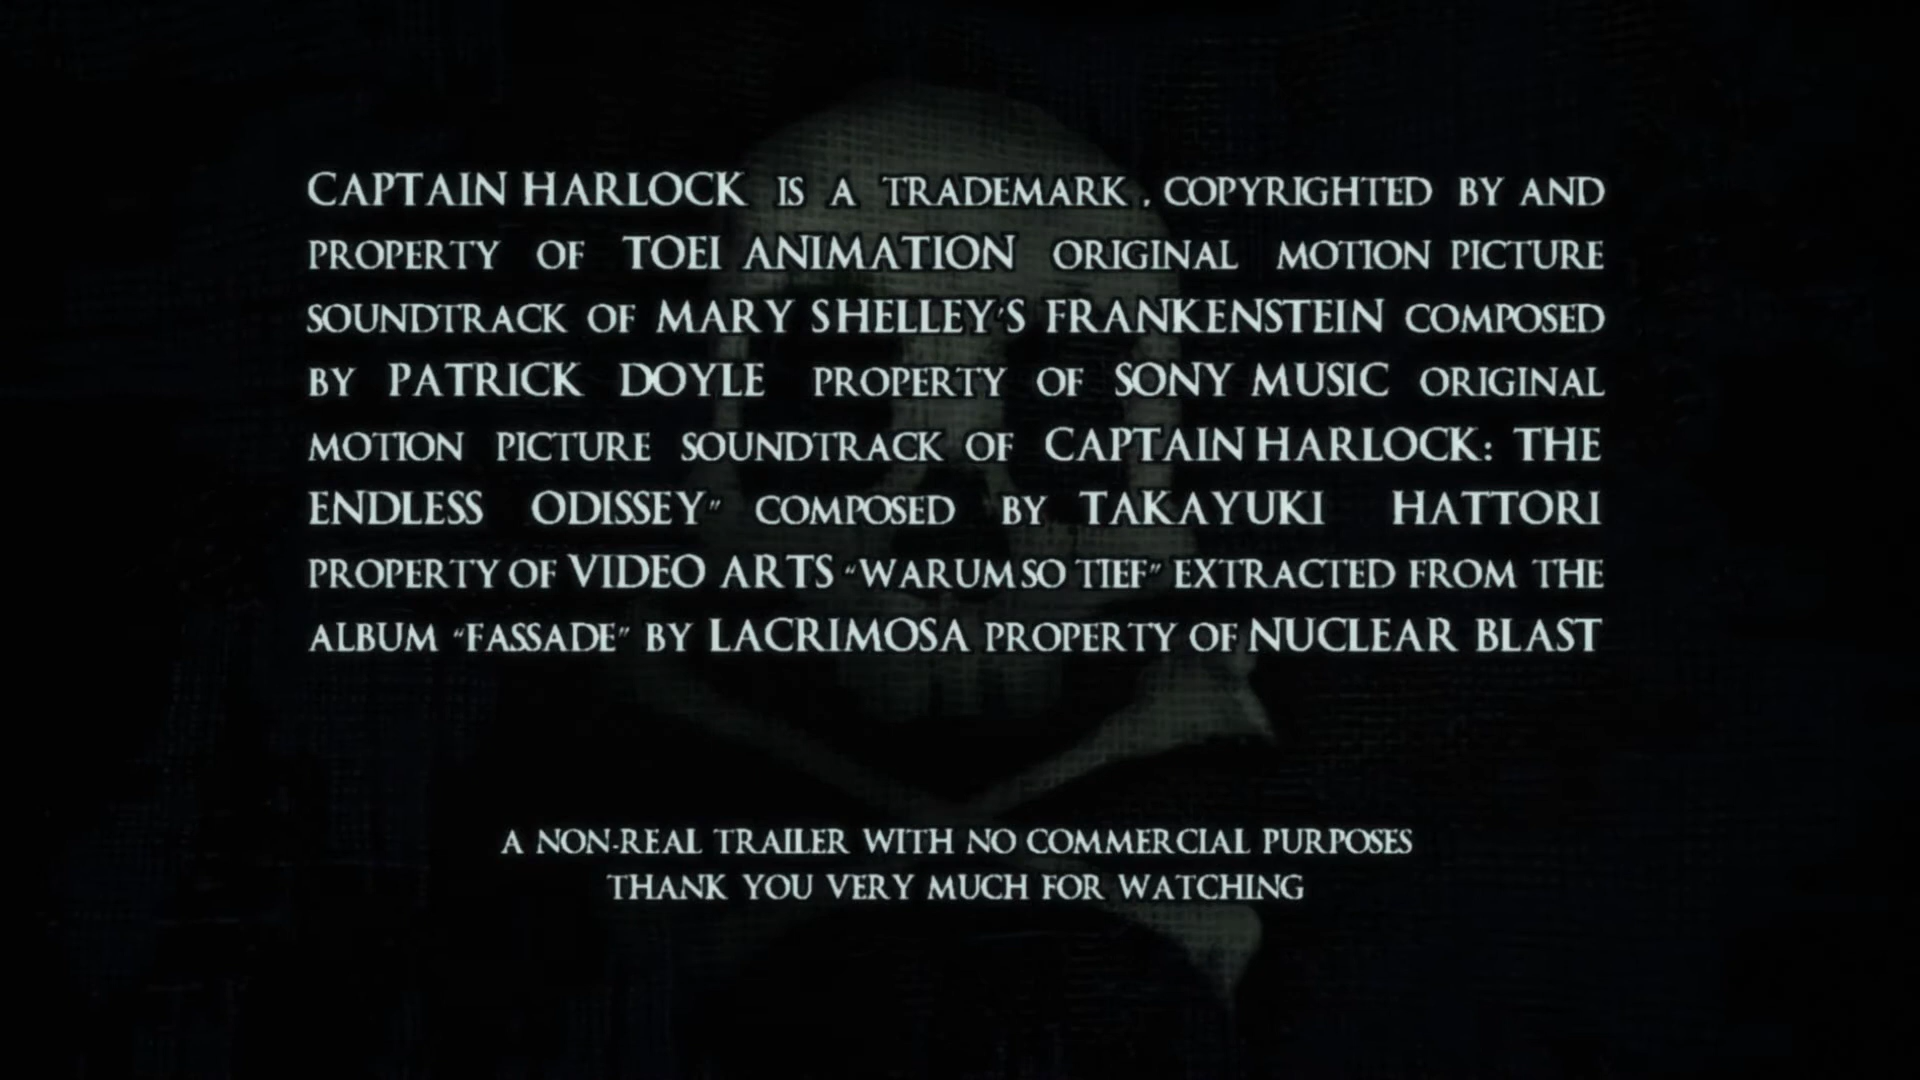 CAPTAIN HARLOCK IS A TRADEMARK, COPYRIGHTED BY AND
PROPERTY OF TOEI ANIMATION ORIGINAL MOTION PICTURE
SOUNDTRACK OF MARY SHELLEY'S FRANKENSTEIN COMPOSED
BY PATRICK DOYLE PROPERTY OF SONY MUSIC ORIGINAL
MOTION PICTURE SOUNDTRACK OF CAPTAIN HARLOCK: THE
ENDLESS ODISSEY" COMPOSED BY TAKAYUKI HATTORI
PROPERTY OF VIDEO ARTS "WARUM SO TIEF" EXTRACTED FROM THE
ALBUM "FASSADE" BY LACRIMOSA PROPERTY OF NUCLEAR BLAST
A NON-REAL TRAILER WITH NO COMMERCIAL PURPOSES
THANK YOU VERY MUCH FOR WATCHING